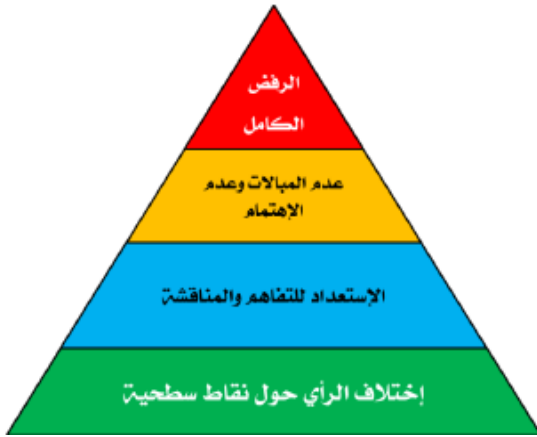 الرفض
الكامل
عدم المبالات وعدم
الإهتمام
الإستعداد للتفاهم والمناقشة
إختلاف الرأي حول نقاط سطحية